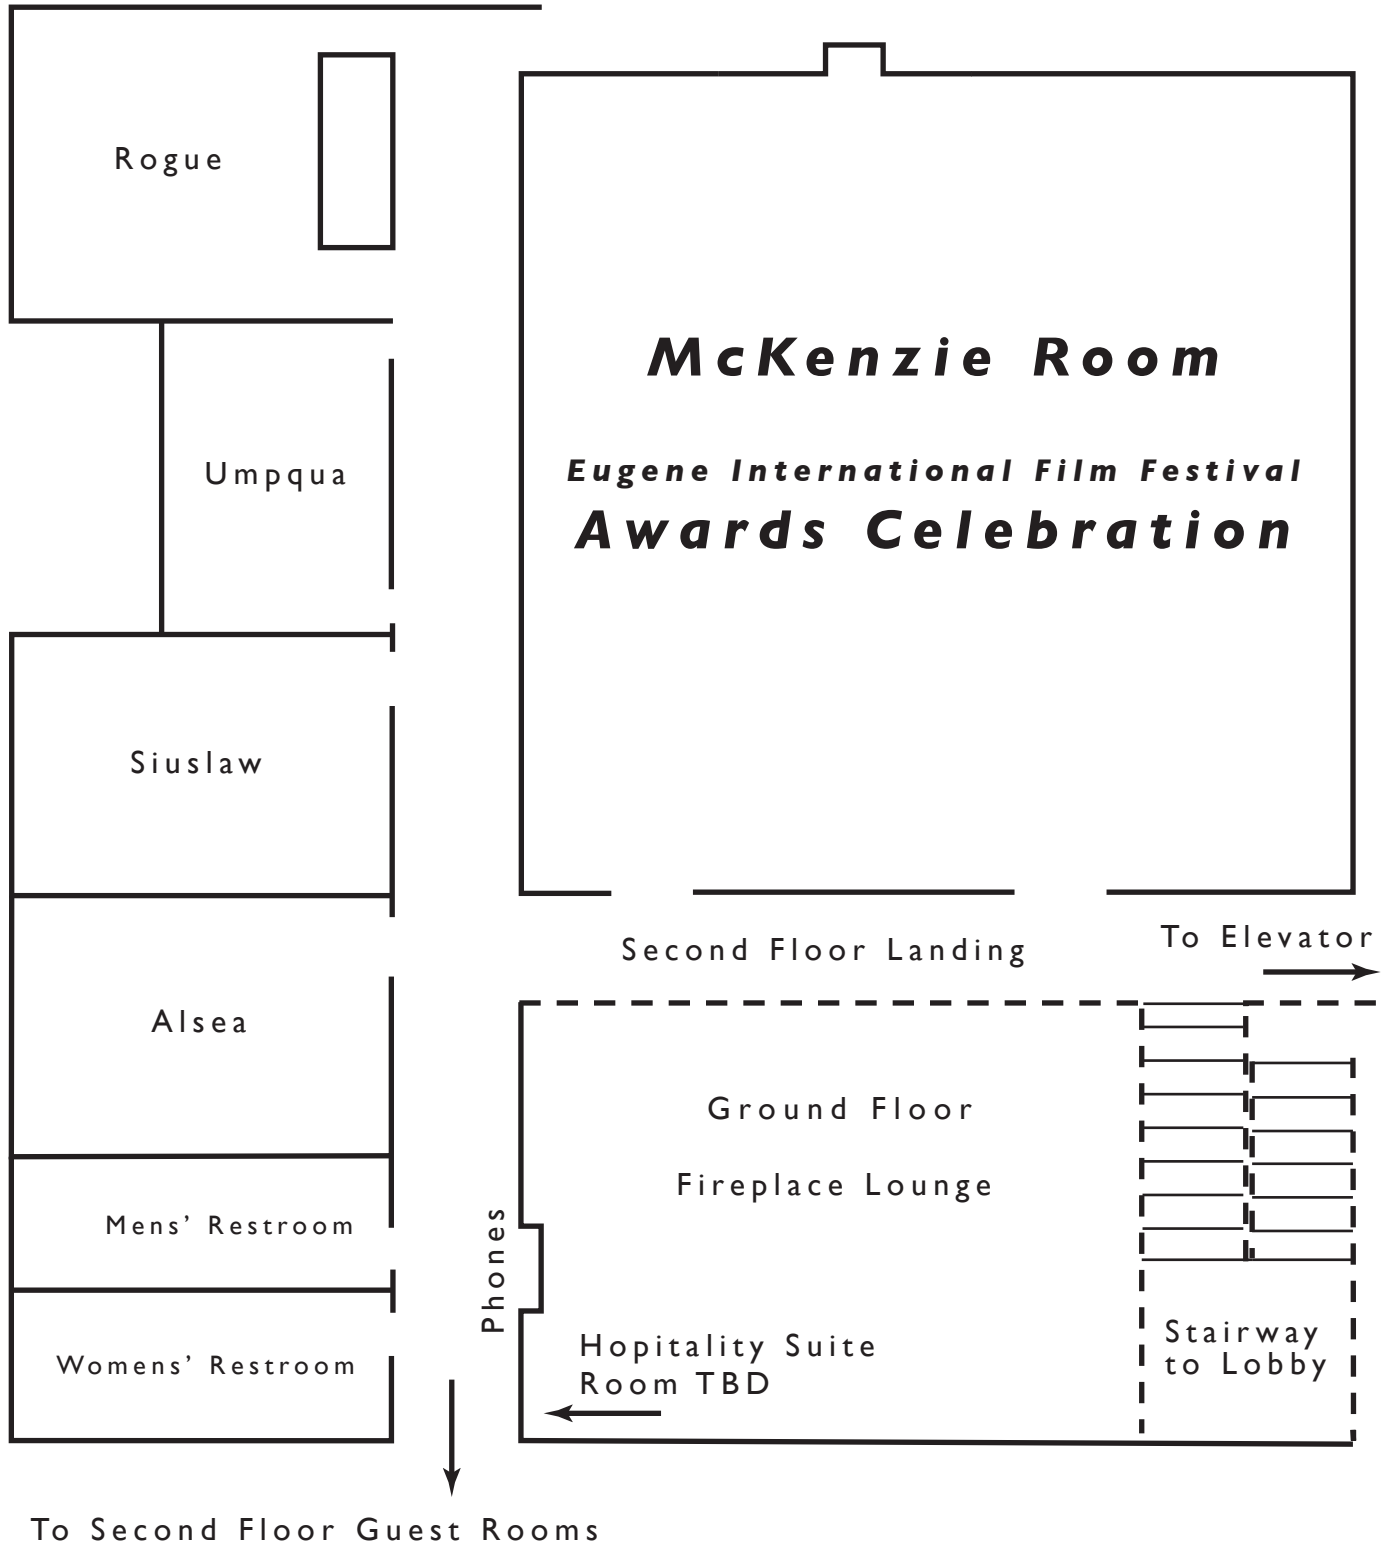 Rogue
McKenzie Room
Umpqua
Eugene International Film Festival
Awards Celebration
Siuslaw
Second Floor Landing
To Elevator
Alsea
Ground Floor
Fireplace Lounge
Mens’ Restroom
Phones
Womens’ Restroom
Hopitality Suite
Room TBD
Stairway
to Lobby
To Second Floor Guest Rooms